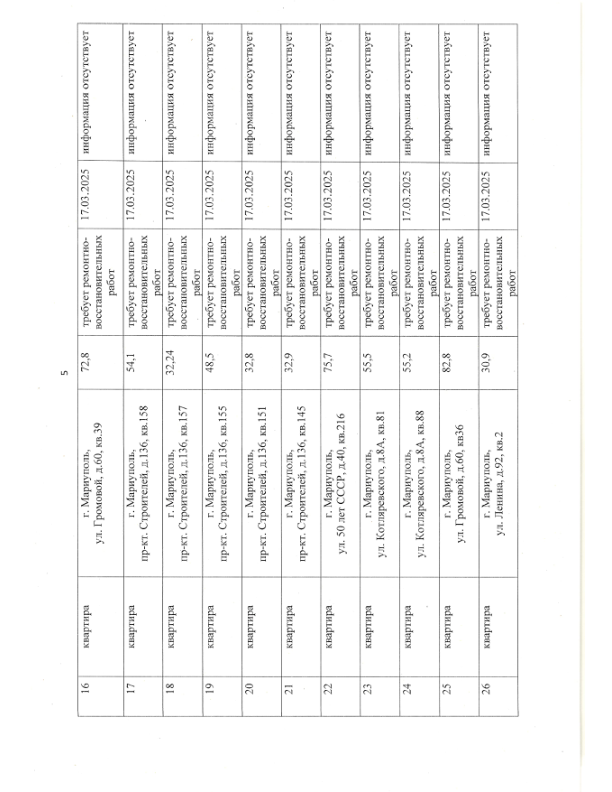 5
16
квартира
г. Мариуполь,
ул. Громовой, д.60, кв.39
72,8
требует ремонтно-
восстановительных
работ
17.03.2025
информация отсутствует
17
квартира
г. Мариуполь,
пр-кт. Строителей, д.136, кв.158
54,1
требует ремонтно-
восстановительных
работ
17.03.2025
информация отсутствует
18
квартира
г. Мариуполь,
пр-кт. Строителей, д.136, кв.157
32,24
требует ремонтно-
восстановительных
работ
17.03.2025
информация отсутствует
19
квартира
г. Мариуполь,
пр-кт. Строителей, д.136, кв.155
48,5
требует ремонтно-
восстановительных
работ
17.03.2025
информация отсутствует
20
квартира
г. Мариуполь,
пр-кт. Строителей, д.136, кв.151
32,8
требует ремонтно-
восстановительных
работ
17.03.2025
информация отсутствует
21
квартира
г. Мариуполь,
пр-кт. Строителей, д.136, кв.145
32,9
требует ремонтно-
восстановительных
работ
17.03.2025
информация отсутствует
22
квартира
г. Мариуполь,
ул. 50 лет СССР, д.40, кв.216
75,7
требует ремонтно-
восстановительных
работ
17.03.2025
информация отсутствует
23
квартира
г. Мариуполь,
ул. Котляревского, д.8А, кв.81
55,5
требует ремонтно-
восстановительных
работ
17.03.2025
информация отсутствует
24
квартира
г. Мариуполь,
ул. Котляревского, д.8А, кв.88
55,2
требует ремонтно-
восстановительных
работ
17.03.2025
информация отсутствует
25
квартира
г. Мариуполь,
ул. Громовой, д.60, кв36
82,8
требует ремонтно-
восстановительных
работ
17.03.2025
информация отсутствует
26
квартира
г. Мариуполь,
ул. Ленина, д.92, кв.2
30,9
требует ремонтно-
восстановительных
работ
17.03.2025
информация отсутствует